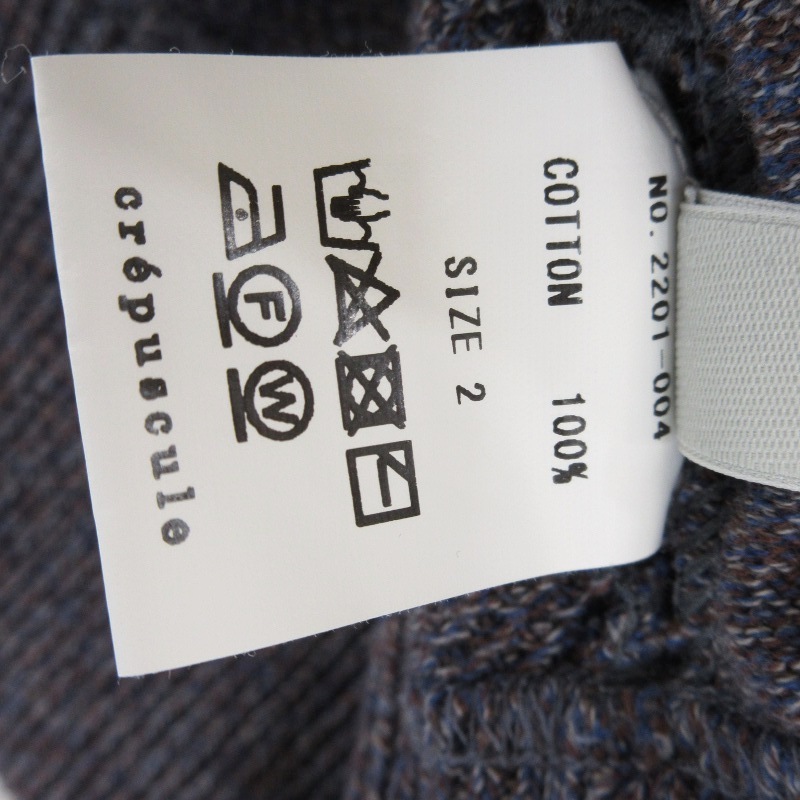 NO. 2201-004
COTTON 100%
SIZE 2
F W
crépuscule